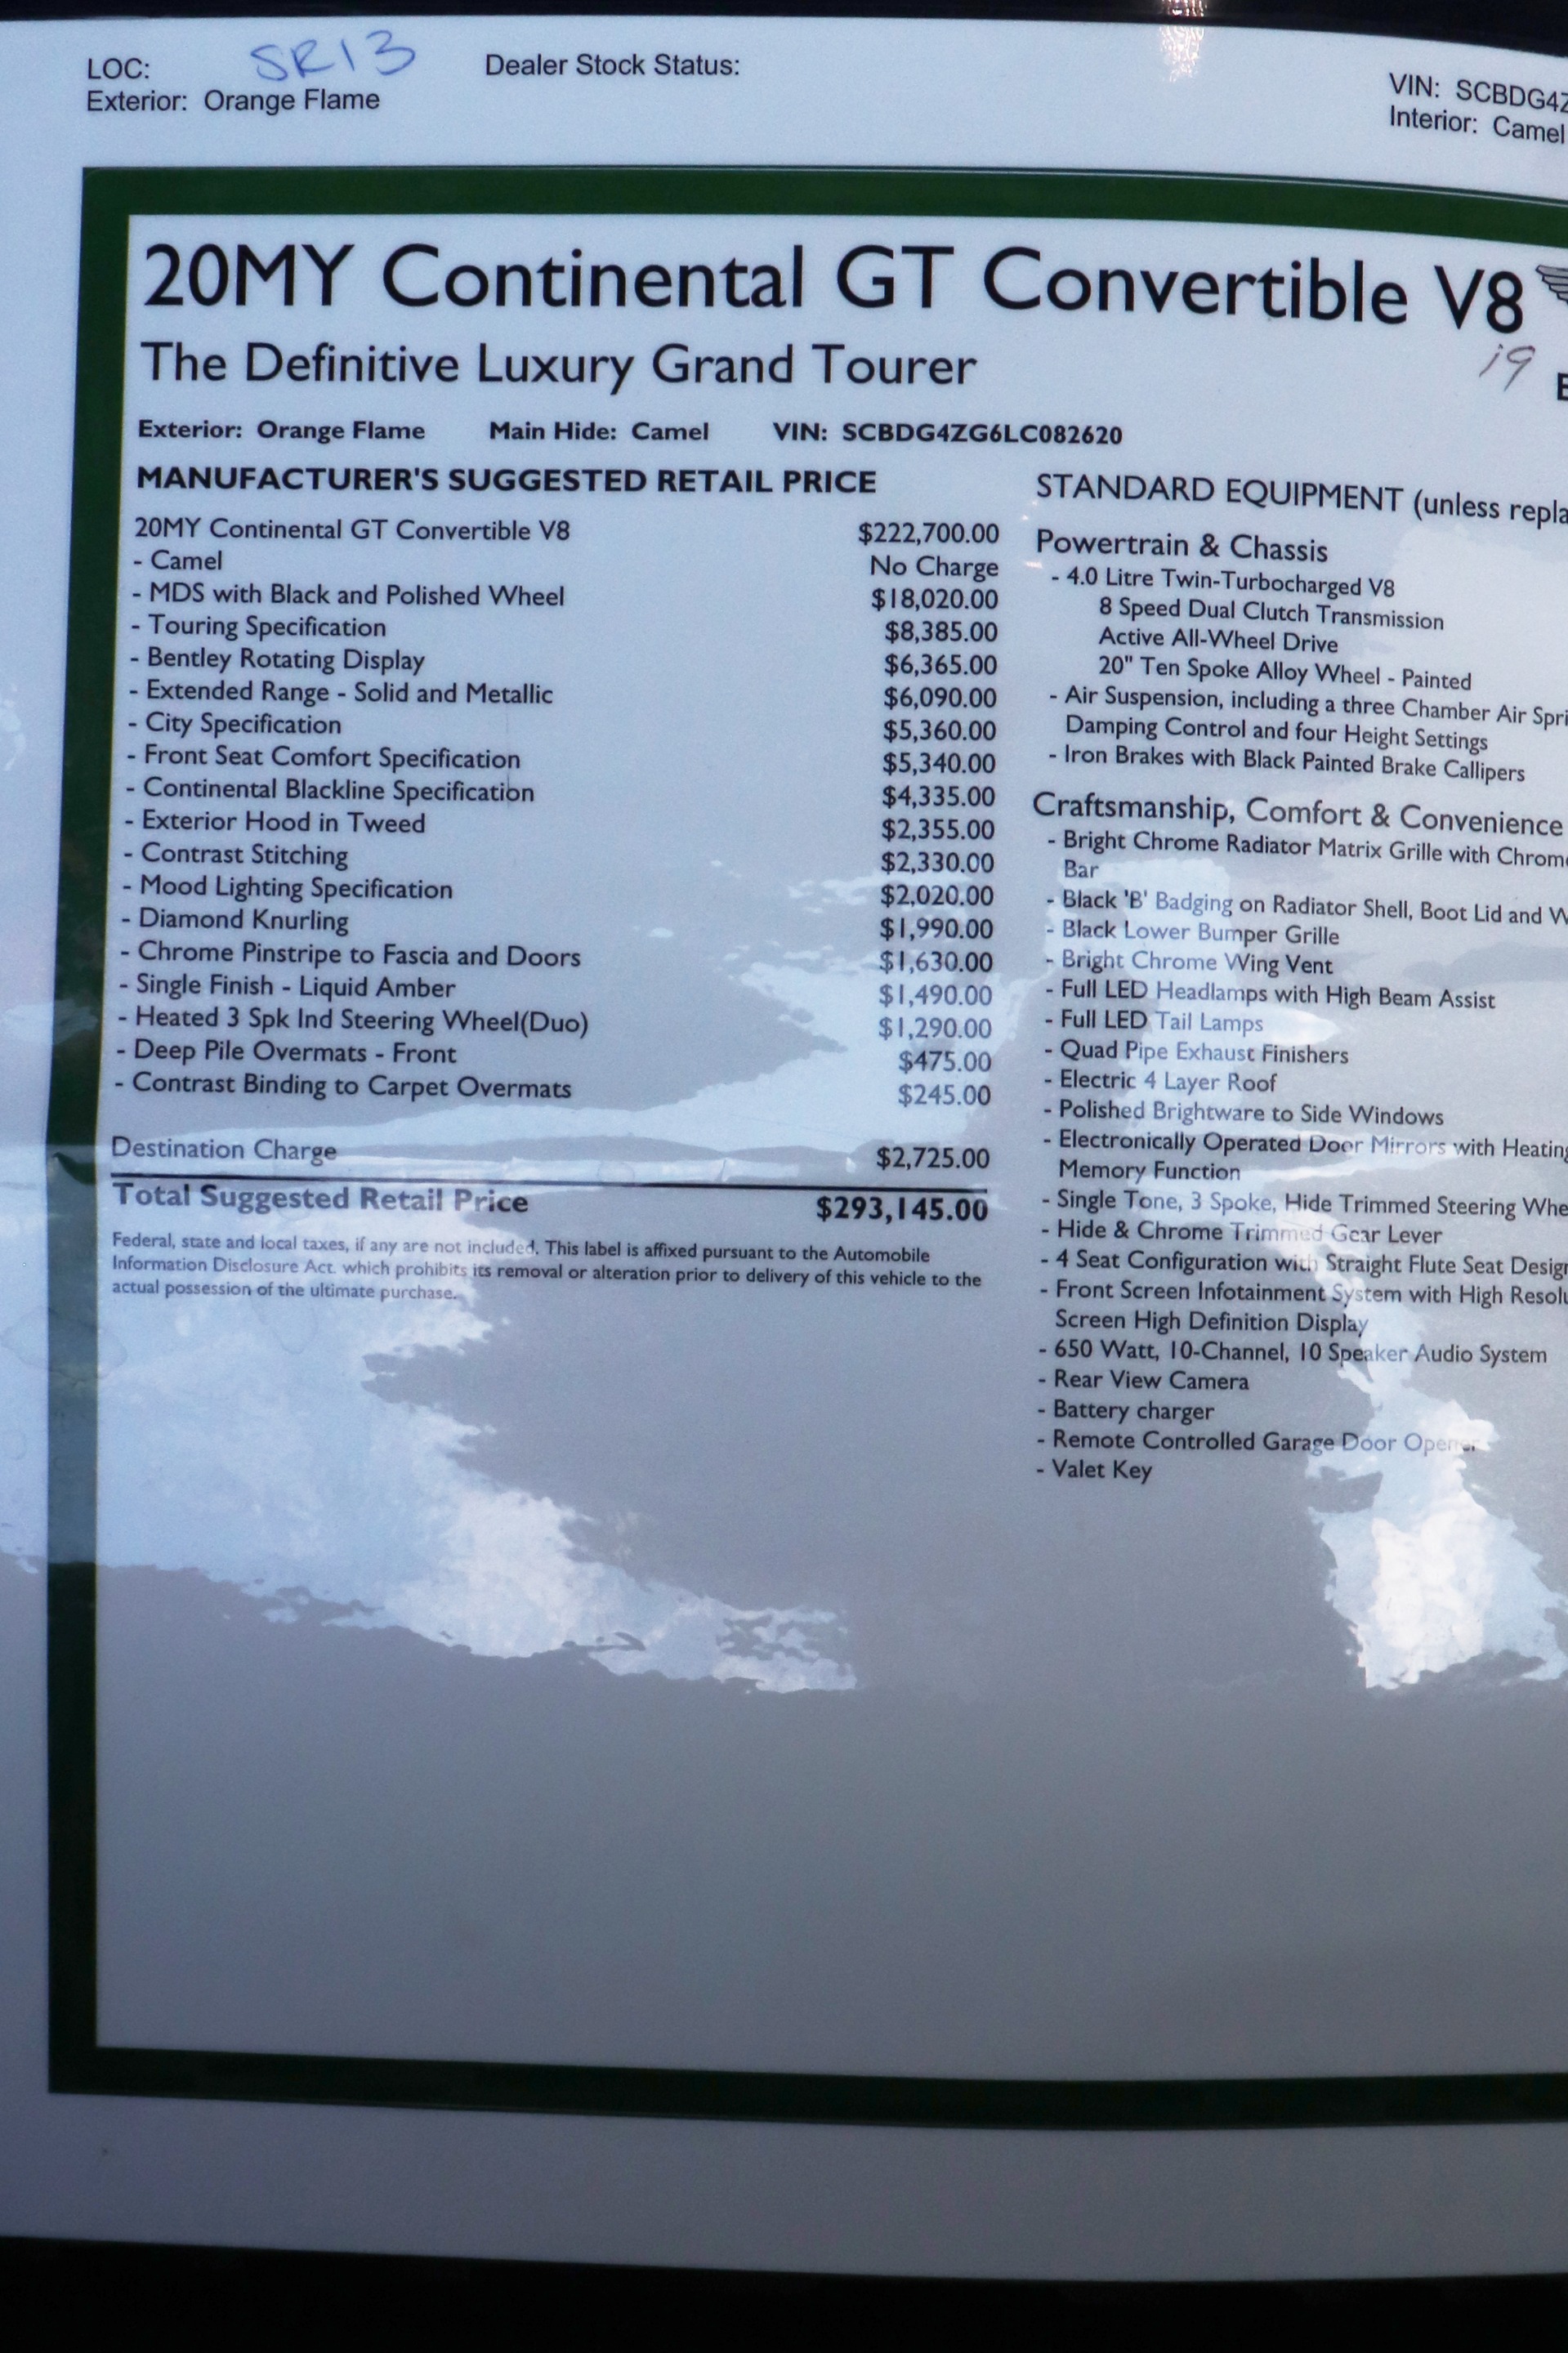 LOC: SR13 Dealer Stock Status: VIN: SCBDG4Z
Exterior: Orange Flame Interior: Camel
20MY Continental GT Convertible V8
The Definitive Luxury Grand Tourer
19
Exterior: Orange Flame Main Hide: Camel VIN: SCBDG4ZG6LC082620
MANUFACTURER'S SUGGESTED RETAIL PRICE
20MY Continental GT Convertible V8 $222,700.00
- Camel No Charge
- MDS with Black and Polished Wheel $18,020.00
- Touring Specification $8,385.00
- Bentley Rotating Display $6,365.00
- Extended Range - Solid and Metallic $6,090.00
- City Specification $5,360.00
- Front Seat Comfort Specification $5,340.00
- Continental Blackline Specification $4,335.00
- Exterior Hood in Tweed $2,355.00
- Contrast Stitching $2,330.00
- Mood Lighting Specification $2,020.00
- Diamond Knurling $1,990.00
- Chrome Pinstripe to Fascia and Doors $1,630.00
- Single Finish - Liquid Amber $1,490.00
- Heated 3 Spk Ind Steering Wheel(Duo) $1,290.00
- Deep Pile Overmats - Front $475.00
- Contrast Binding to Carpet Overmats $245.00
Destination Charge $2,725.00
Total Suggested Retail Price $293,145.00
Federal, state and local taxes, if any are not included. This label is affixed pursuant to the Automobile
Information Disclosure Act. which prohibits its removal or alteration prior to delivery of this vehicle to the
actual possession of the ultimate purchase.
STANDARD EQUIPMENT (unless repla
Powertrain & Chassis
- 4.0 Litre Twin-Turbocharged V8
8 Speed Dual Clutch Transmission
Active All-Wheel Drive
20" Ten Spoke Alloy Wheel - Painted
- Air Suspension, including a three Chamber Air Spri
Damping Control and four Height Settings
- Iron Brakes with Black Painted Brake Callipers
Craftsmanship, Comfort & Convenience
- Bright Chrome Radiator Matrix Grille with Chrome
Bar
- Black 'B' Badging on Radiator Shell, Boot Lid and W
- Black Lower Bumper Grille
- Bright Chrome Wing Vent
- Full LED Headlamps with High Beam Assist
- Full LED Tail Lamps
- Quad Pipe Exhaust Finishers
- Electric 4 Layer Roof
- Polished Brightware to Side Windows
- Electronically Operated Door Mirrors with Heating
Memory Function
- Single Tone, 3 Spoke, Hide Trimmed Steering Whe
- Hide & Chrome Trimmed Gear Lever
- 4 Seat Configuration with Straight Flute Seat Design
- Front Screen Infotainment System with High Resolu
Screen High Definition Display
- 650 Watt, 10-Channel, 10 Speaker Audio System
- Rear View Camera
- Battery charger
- Remote Controlled Garage Door Opener
- Valet Key